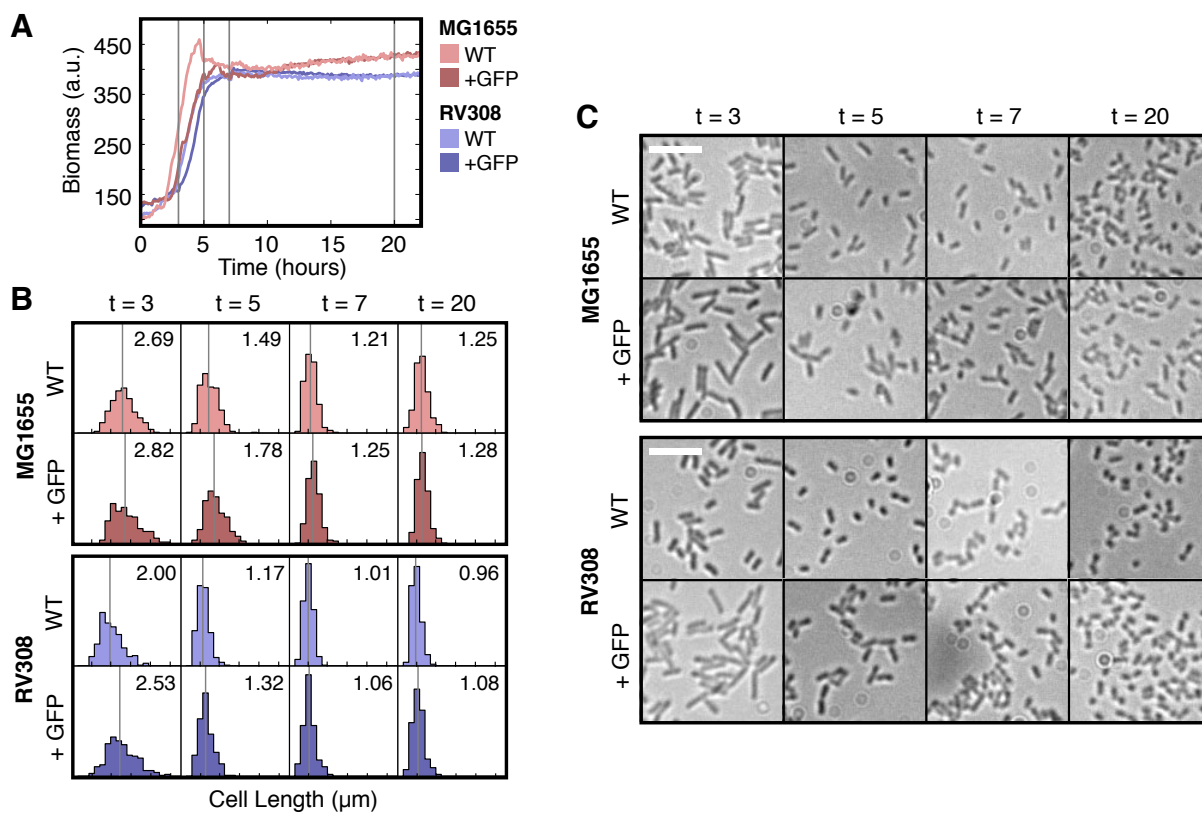 A
Biomass (a.u.)
450
350
250
150
0
5
10
15
20
Time (hours)
MG1655
WT
+GFP
RV308
WT
+GFP
B
t = 3
t = 5
t = 7
t = 20
MG1655
WT
2.69
1.49
1.21
1.25
+ GFP
2.82
1.78
1.25
1.28
RV308
WT
2.00
1.17
1.01
0.96
+ GFP
2.53
1.32
1.06
1.08
Cell Length (µm)
C
t = 3
t = 5
t = 7
t = 20
MG1655
WT
+ GFP
RV308
WT
+GFP